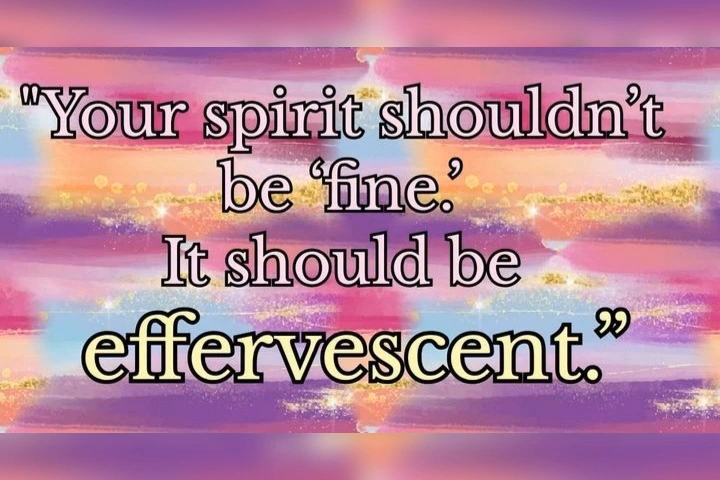 "Your spirit shouldn’t
be ‘fine.’
It should be
effervescent.”